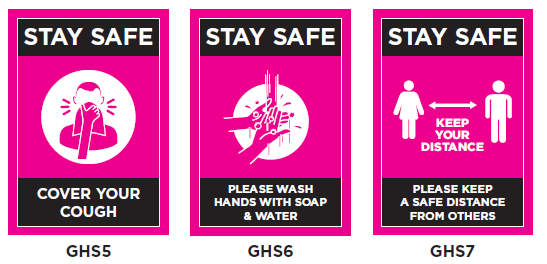 STAY SAFE
COVER YOUR
COUGH
GHS5
STAY SAFE
PLEASE WASH
HANDS WITH SOAP
& WATER
GHS6
STAY SAFE
KEEP
YOUR
DISTANCE
PLEASE KEEP
A SAFE DISTANCE
FROM OTHERS
GHS7